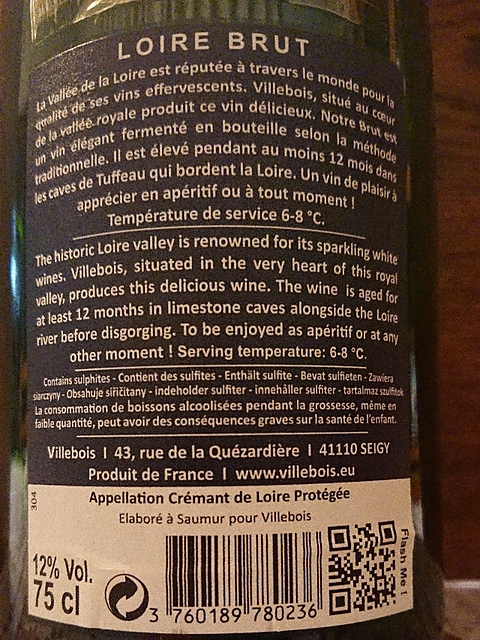 LOIRE BRUT
La Vallée de la Loire est réputée à travers le monde pour la
qualité de ses vins effervescents. Villebois, situé au cœur
de la vallée royale produit ce vin délicieux. Notre Brut est
un vin élégant fermenté en bouteille selon la méthode
traditionnelle. Il est élevé pendant au moins 12 mois dans
les caves de Tuffeau qui bordent la Loire. Un vin de plaisir à
apprécier en apéritif ou à tout moment !
Température de service 6-8 °C.
The historic Loire valley is renowned for its sparkling white
wines. Villebois, situated in the very heart of this royal
valley, produces this delicious wine. The wine is aged for
at least 12 months in limestone caves alongside the Loire
river before disgorging. To be enjoyed as apéritif or at any
other moment ! Serving temperature: 6-8 °C.
Contains sulphites - Contient des sulfites - Enthält sulfite - Bevat sulfieten - Zawiera
siarczyny - Obsahuje siřičitany - indeholder sulfiter - innehåller sulfiter - tartalmaz szulfitok
La consommation de boissons alcoolisées pendant la grossesse, même en
faible quantité, peut avoir des conséquences graves sur la santé de l'enfant.
Villebois I 43, rue de la Quézardière I 41110 SEIGY
Produit de France I www.villebois.eu
304
Appellation Crémant de Loire Protégée
Elaboré à Saumur pour Villebois
12% Vol.
75 cl
3 760189 780236
Flash Me !